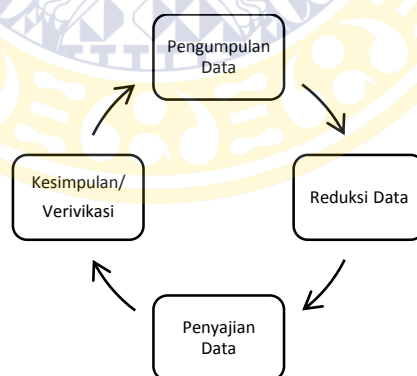 Pengumpulan
Data
Reduksi Data
Penyajian
Data
Kesimpulan/
Verivikasi